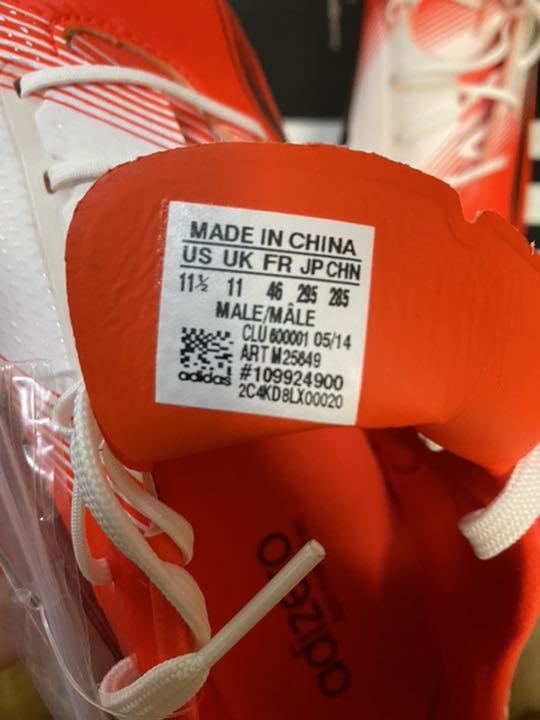 MADE IN CHINA
US UK FR JP CHN
11½ 11 46 295 285
MALE/MÂLE
CLU 600001 05/14
ART M25649
adidas #109924900
2C4KD8LX00020
adizero